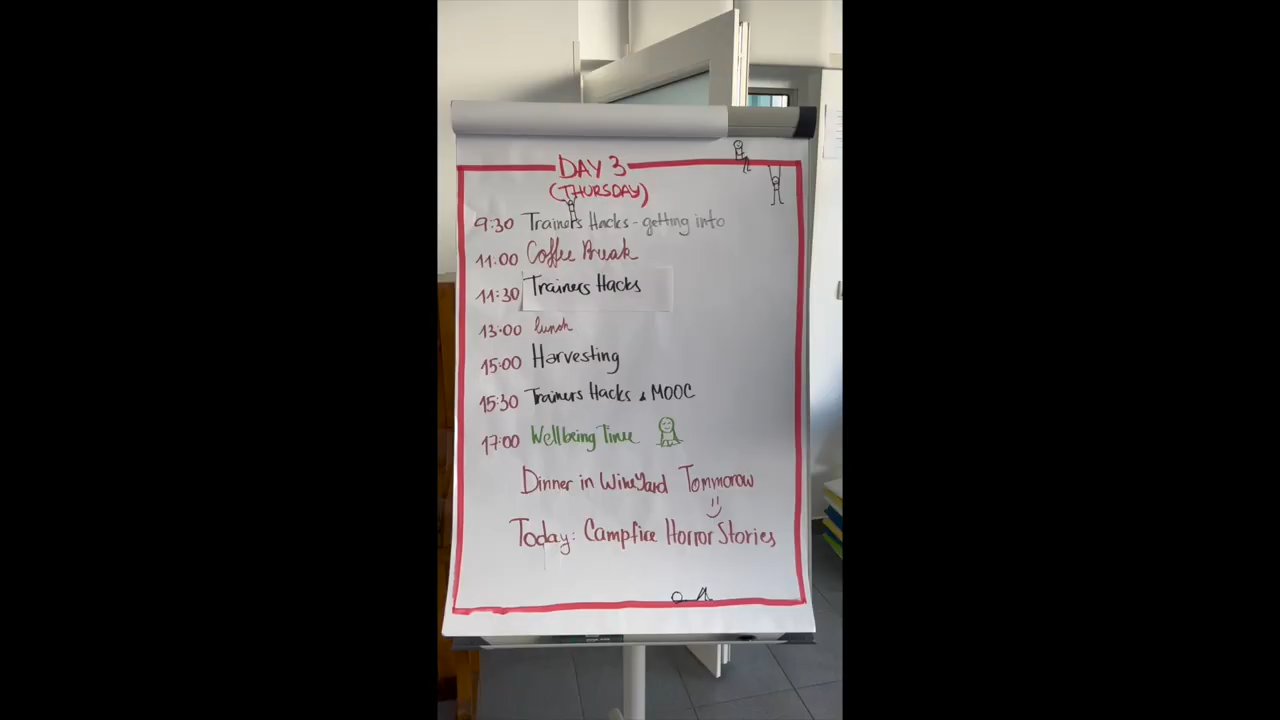 DAY 3
(THURSDAY)
9:30 Trainers Hacks - getting into
11:00 Coffee Break
11:30 Trainers Hacks
13:00 lunch
15:00 Harvesting
15:30 Trainers Hacks & MOOC
17:00 Wellbeing Time
Dinner in WineYard Tommorow
Today: Campfire Horror Stories